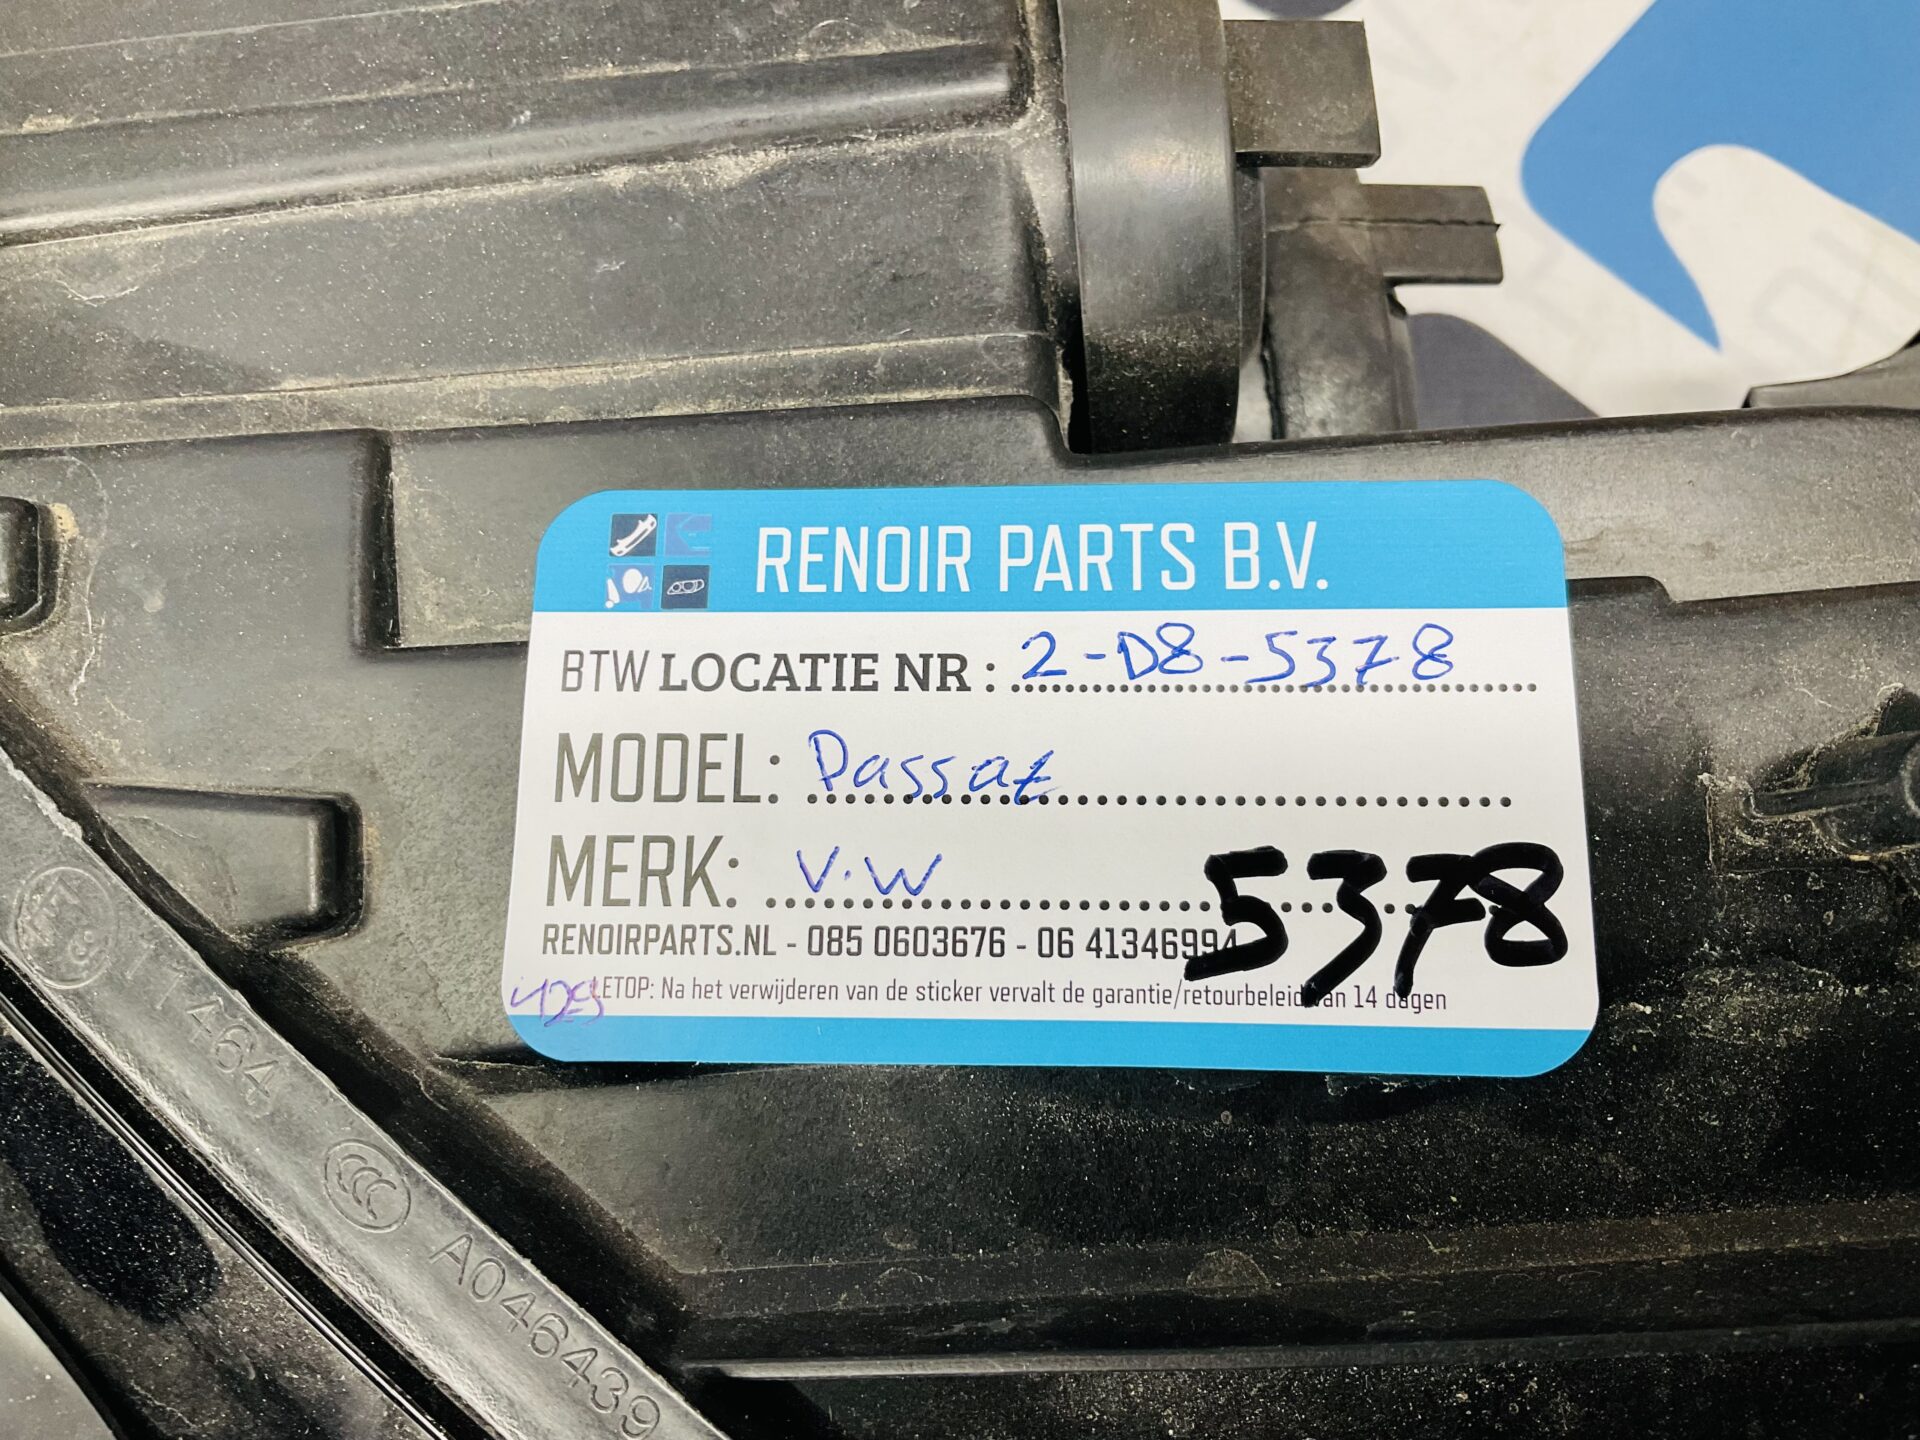 RENOIR PARTS B.V.
BTW LOCATIE NR : 2-D8-5378
MODEL: Passat
MERK: V.W
5378
RENOIRPARTS.NL - 085 0603676 - 06 41346994
LETOP: Na het verwijderen van de sticker vervalt de garantie/retourbeleid van 14 dagen
11464
CCC
A046439